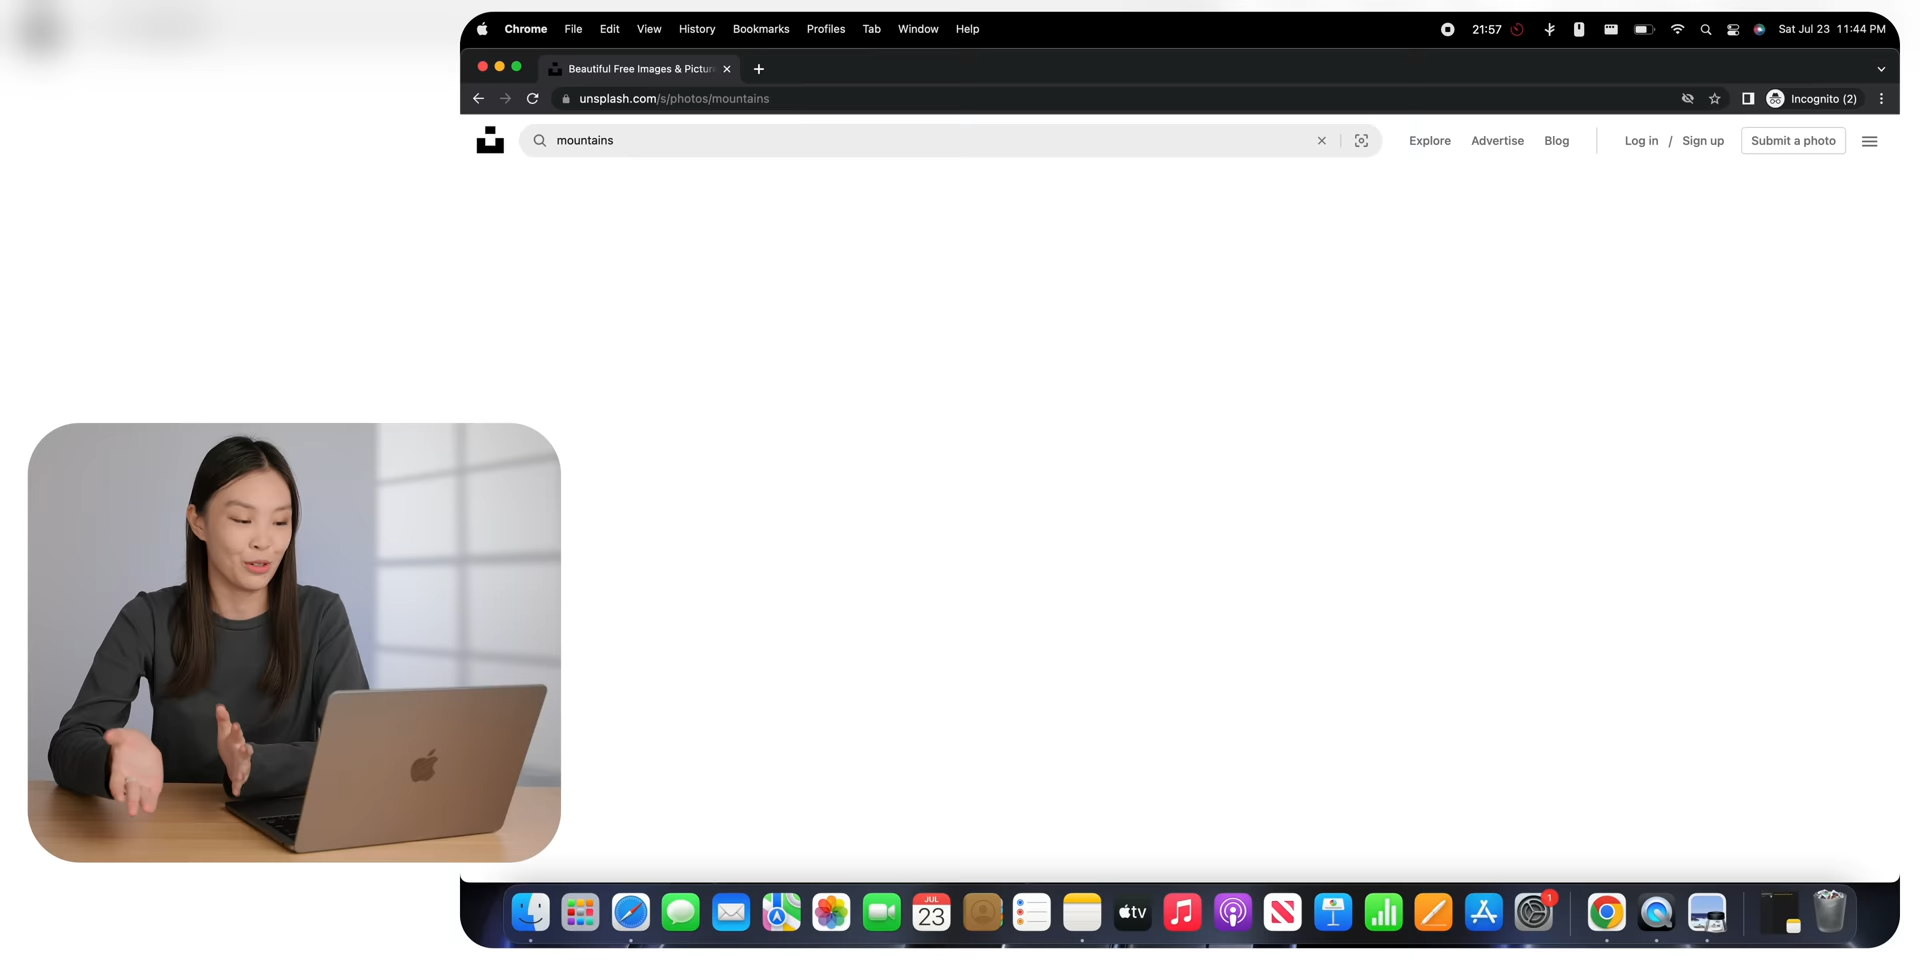 Chrome File Edit View History Bookmarks Profiles Tab Window Help 21:57 Sat Jul 23 11:44 PM
Beautiful Free Images & Pictur
unsplash.com/s/photos/mountains Incognito (2)
mountains Explore Advertise Blog Log in / Sign up Submit a photo
JUL
23
tv
1